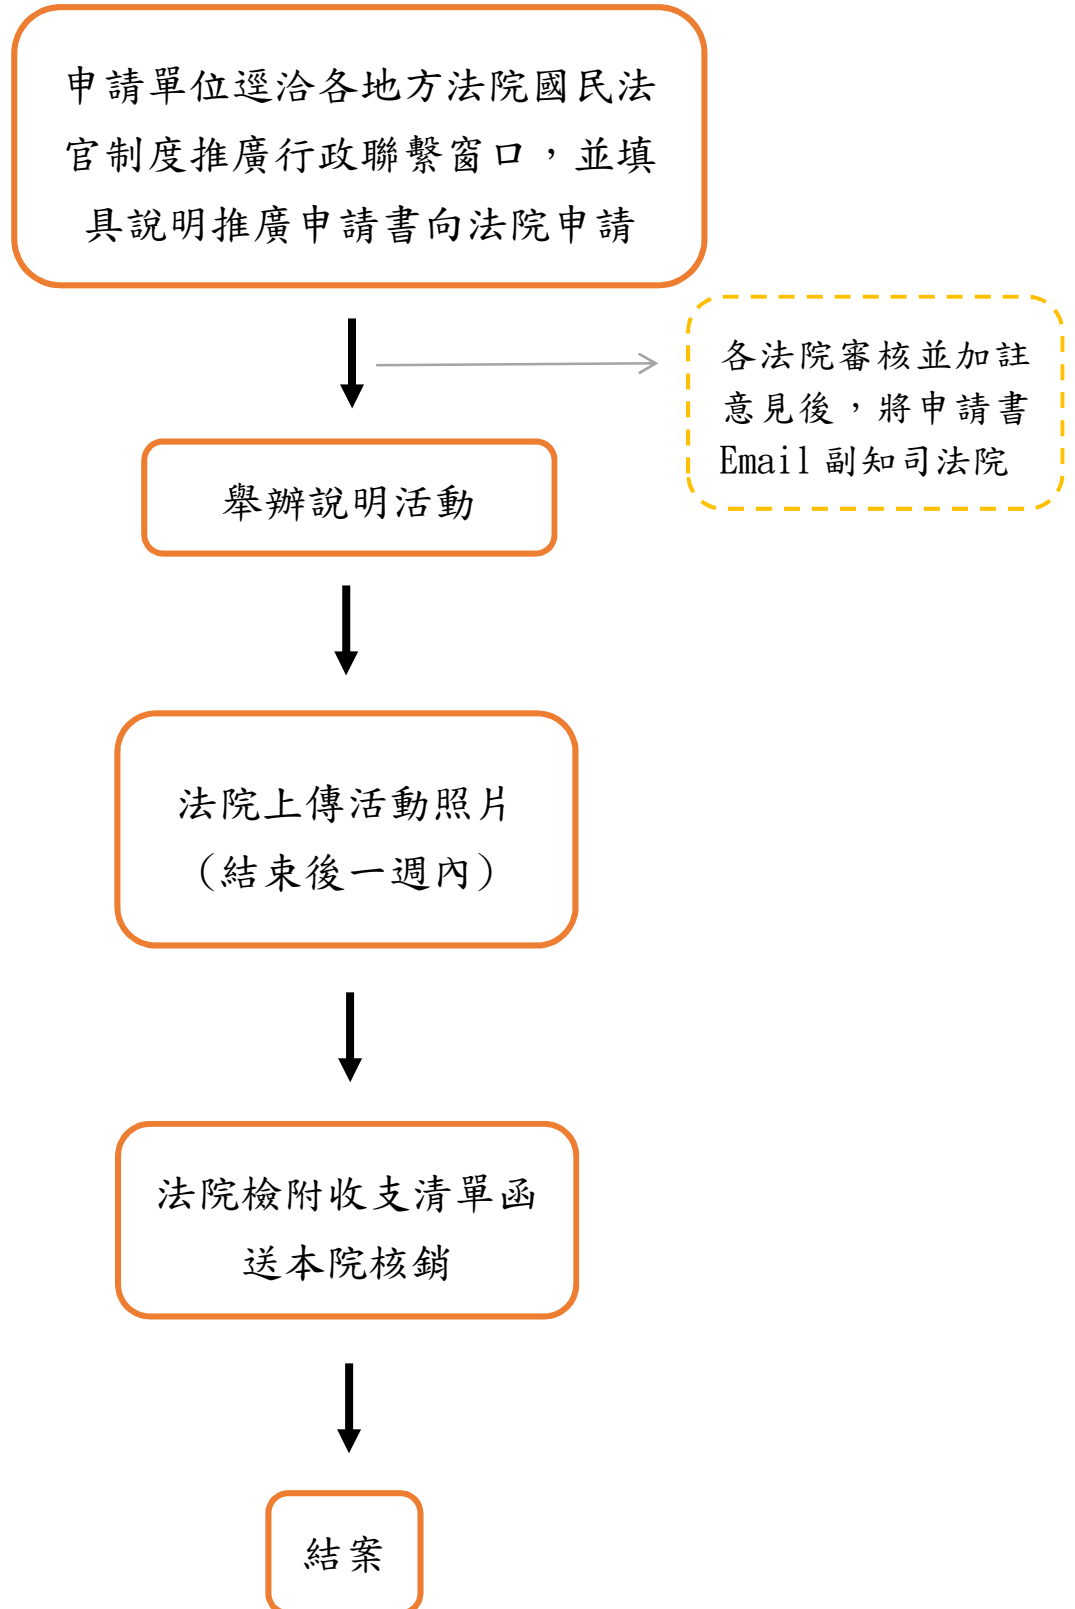 申請單位逕洽各地方法院國民法
官制度推廣行政聯繫窗口，並填
具說明推廣申請書向法院申請
各法院審核並加註
意見後，將申請書
Email 副知司法院
舉辦說明活動
法院上傳活動照片
（結束後一週內）
法院檢附收支清單函
送本院核銷
結案